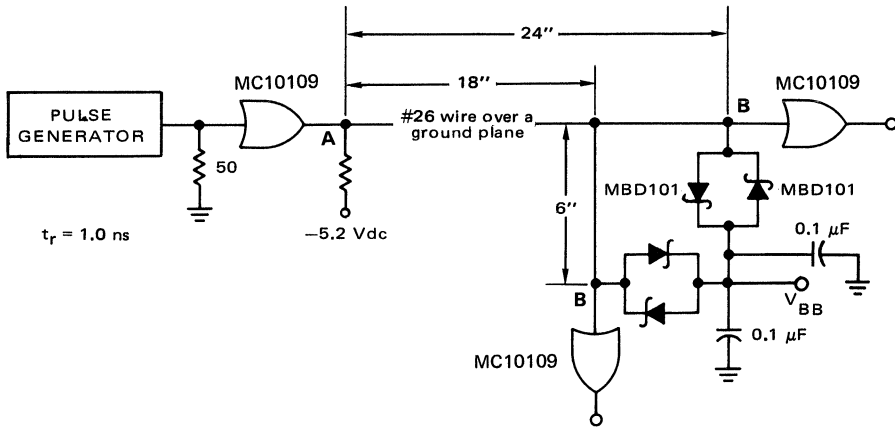 24"
MC10109
18"
MC10109
PULSE
GENERATOR
A
#26 wire over a
ground plane
B
50
6"
MBD101
MBD101
t_r = 1.0 ns
−5.2 Vdc
0.1 μF
B
V_BB
0.1 μF
MC10109